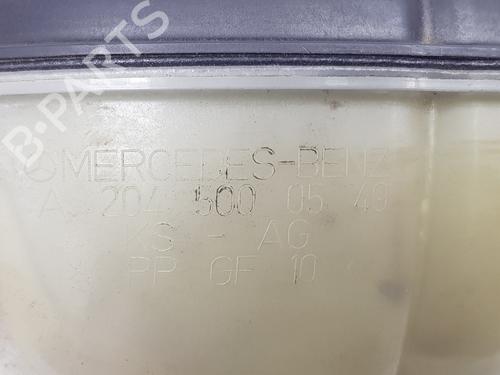 B-PARTS
MERCEDES-BENZ
A 204 500 05 49
KS - AG
PP GF 10